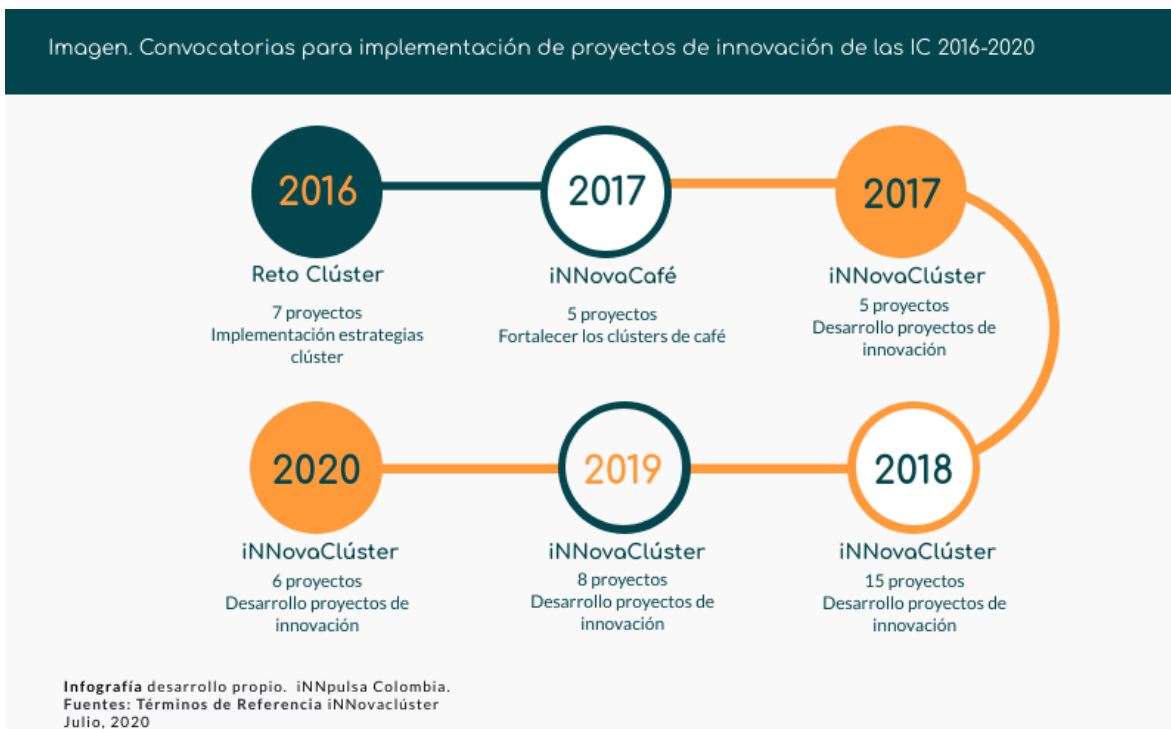 Imagen. Convocatorias para implementación de proyectos de innovación de las IC 2016-2020
2016
Reto Clúster
7 proyectos
Implementación estrategias
clúster
2017
iNNovaCafé
5 proyectos
Fortalecer los clústers de café
2017
iNNovaClúster
5 proyectos
Desarrollo proyectos de
innovación
2018
iNNovaClúster
15 proyectos
Desarrollo proyectos de
innovación
2019
iNNovaClúster
8 proyectos
Desarrollo proyectos de
innovación
2020
iNNovaClúster
6 proyectos
Desarrollo proyectos de
innovación
Infografía desarrollo propio. iNNpulsa Colombia.
Fuentes: Términos de Referencia iNNovaclúster
Julio, 2020